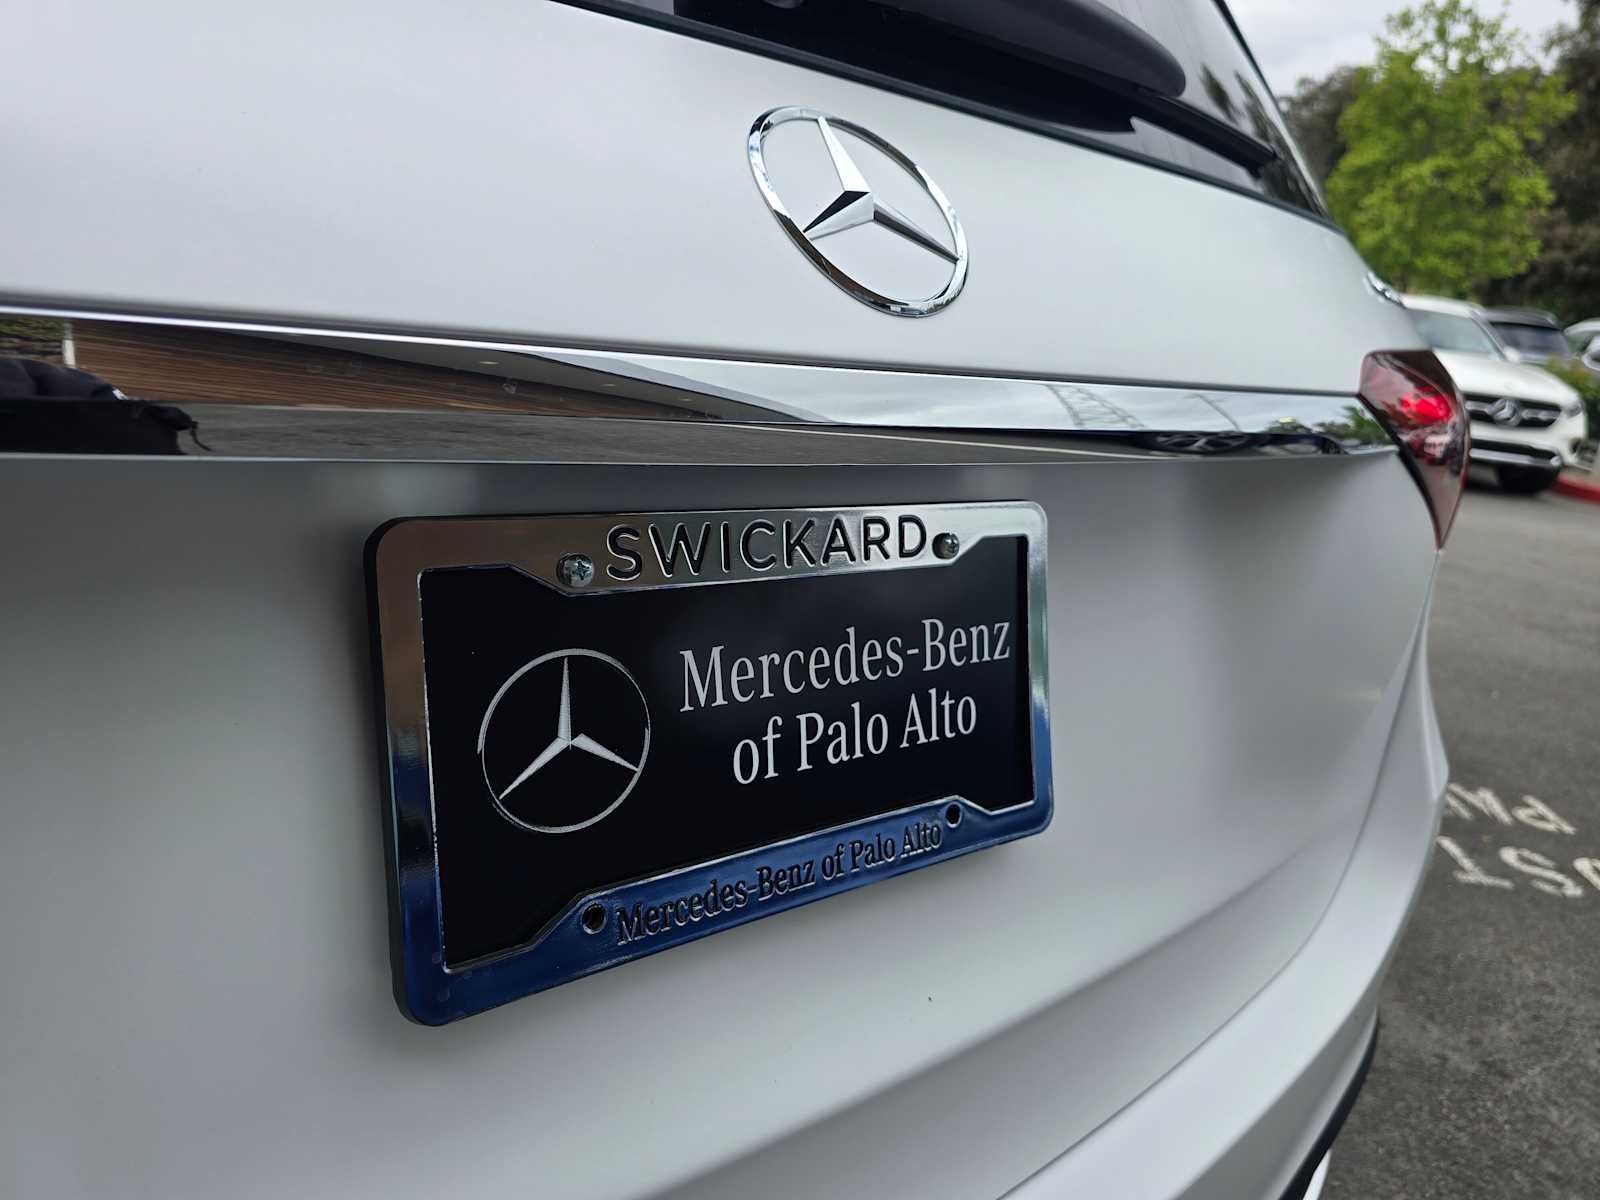 SWICKARD
Mercedes-Benz
of Palo Alto
Mercedes-Benz of Palo Alto